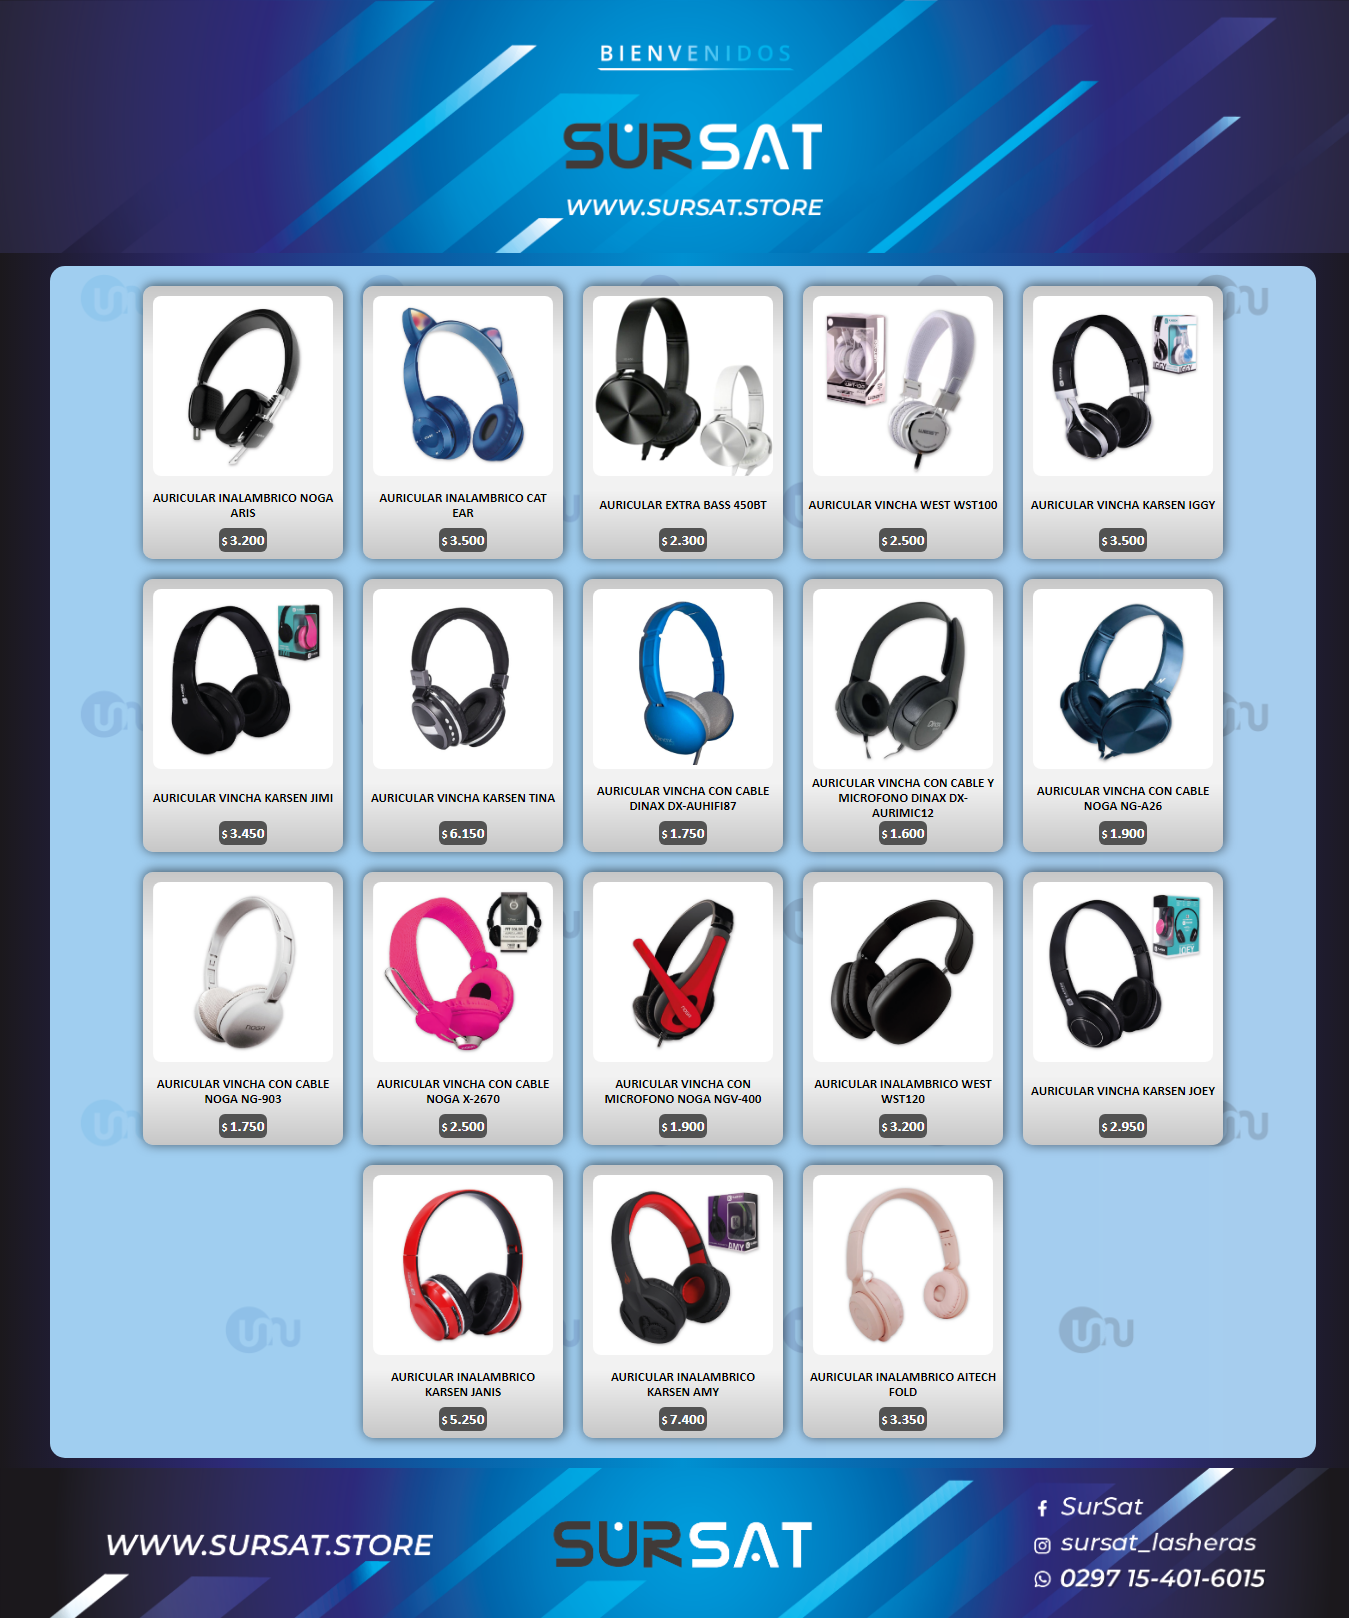 BIENVENIDOS
SURSAT
WWW.SURSAT.STORE
AURICULAR INALAMBRICO NOGA
ARIS
$ 3.200
AURICULAR INALAMBRICO CAT
EAR
$ 3.500
AURICULAR EXTRA BASS 450BT
$ 2.300
AURICULAR VINCHA WEST WST100
$ 2.500
AURICULAR VINCHA KARSEN IGGY
$ 3.500
AURICULAR VINCHA KARSEN JIMI
$ 3.450
AURICULAR VINCHA KARSEN TINA
$ 6.150
AURICULAR VINCHA CON CABLE
DINAX DX-AUHIFI87
$ 1.750
AURICULAR VINCHA CON CABLE Y
MICROFONO DINAX DX-
AURIMIC12
$ 1.600
AURICULAR VINCHA CON CABLE
NOGA NG-A26
$ 1.900
AURICULAR VINCHA CON CABLE
NOGA NG-903
$ 1.750
AURICULAR VINCHA CON CABLE
NOGA X-2670
$ 2.500
AURICULAR VINCHA CON
MICROFONO NOGA NGV-400
$ 1.900
AURICULAR INALAMBRICO WEST
WST120
$ 3.200
JOEY
AURICULAR VINCHA KARSEN JOEY
$ 2.950
AURICULAR INALAMBRICO
KARSEN JANIS
$ 5.250
AMY
AURICULAR INALAMBRICO
KARSEN AMY
$ 7.400
AURICULAR INALAMBRICO AITECH
FOLD
$ 3.350
WWW.SURSAT.STORE
SURSAT
SurSat
sursat_lasheras
0297 15-401-6015